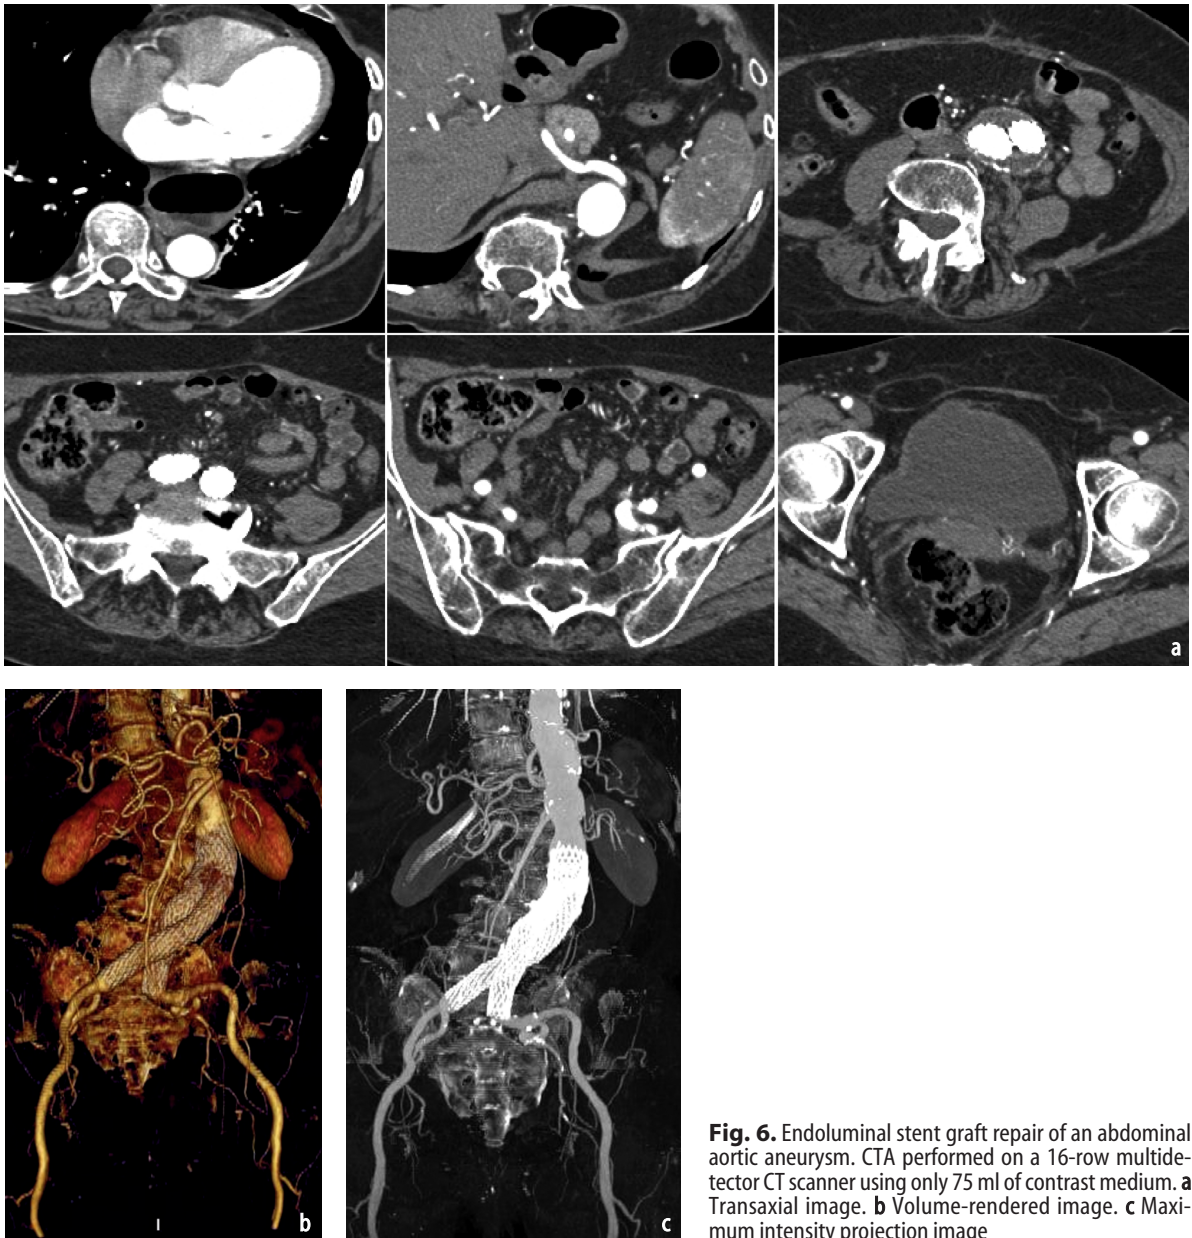 a
b
c
Fig. 6. Endoluminal stent graft repair of an abdominal
aortic aneurysm. CTA performed on a 16-row multide-
tector CT scanner using only 75 ml of contrast medium. a
Transaxial image. b Volume-rendered image. c Maxi-
mum intensity projection image